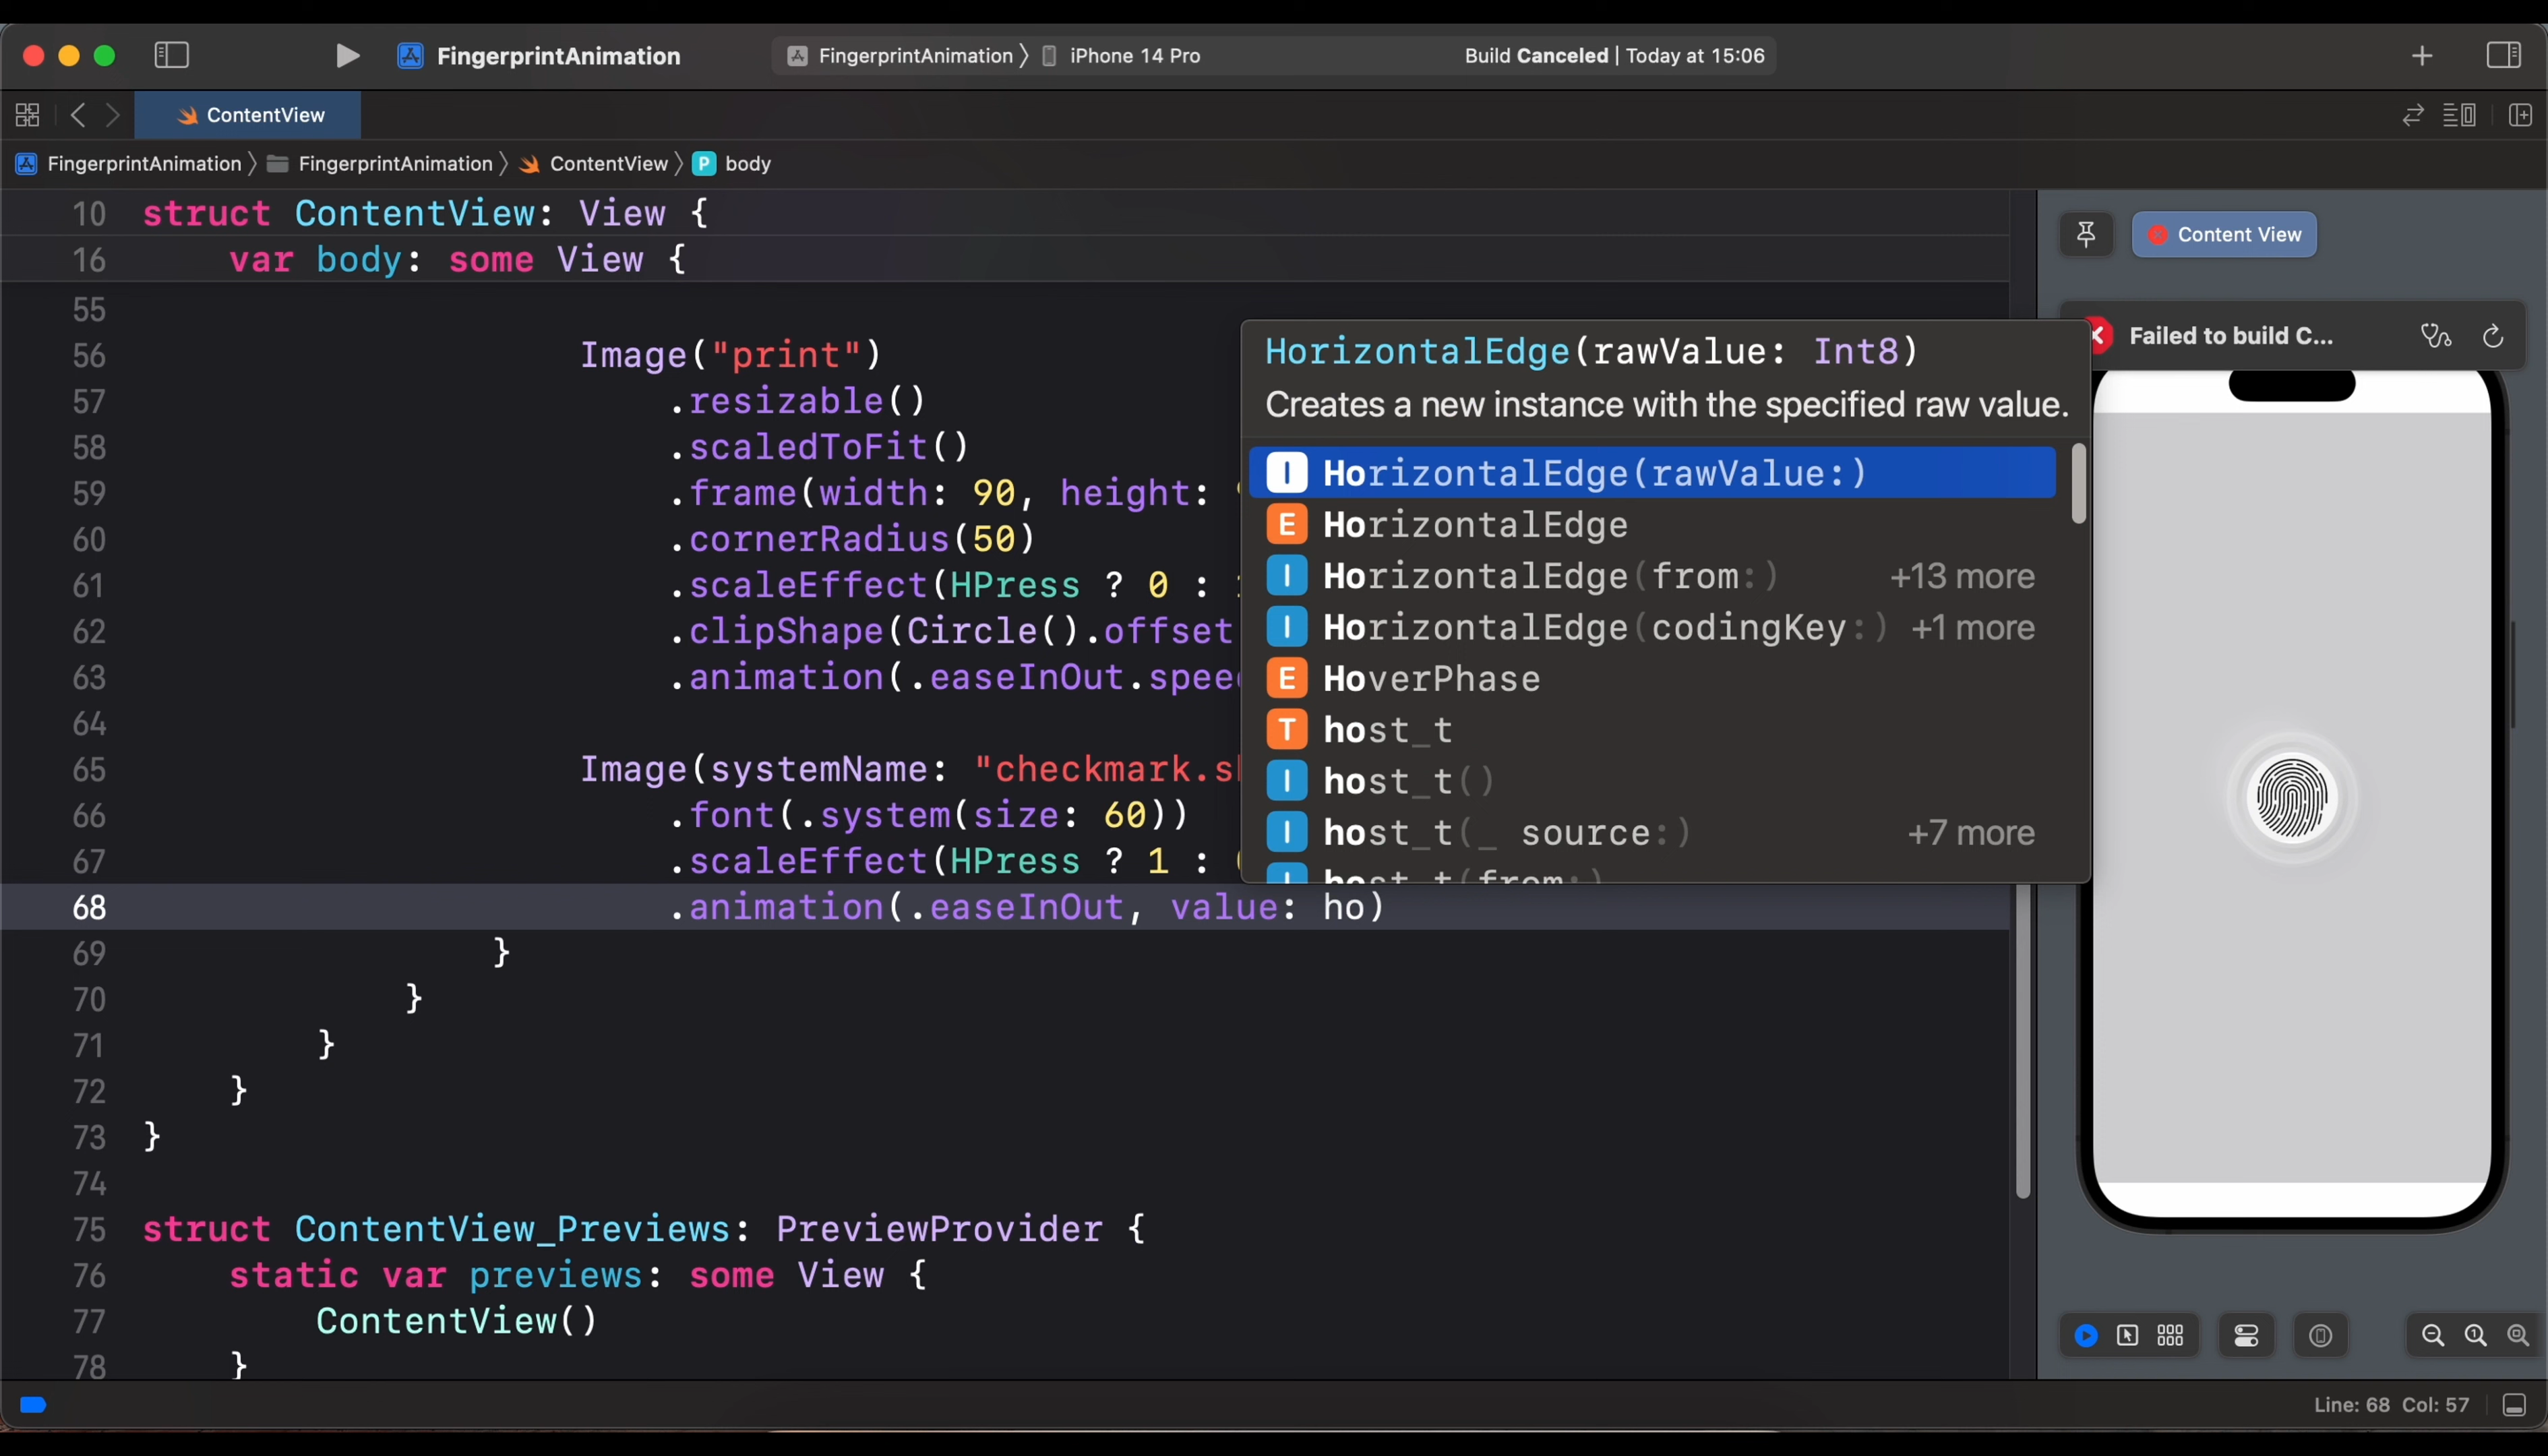 FingerprintAnimation
FingerprintAnimation 〉 iPhone 14 Pro
Build Canceled | Today at 15:06
ContentView
FingerprintAnimation 〉 FingerprintAnimation 〉 ContentView 〉 P body
10 struct ContentView: View {
16 var body: some View {
55
56 Image("print")
57 .resizable()
58 .scaledToFit()
59 .frame(width: 90, height:
60 .cornerRadius(50)
61 .scaleEffect(HPress ? 0 :
62 .clipShape(Circle().offset
63 .animation(.easeInOut.speed
64
65 Image(systemName: "checkmark.sh
66 .font(.system(size: 60))
67 .scaleEffect(HPress ? 1 :
68 .animation(.easeInOut, value: ho)
69 }
70 }
71 }
72 }
73 }
74
75 struct ContentView_Previews: PreviewProvider {
76 static var previews: some View {
77 ContentView()
78 }
HorizontalEdge(rawValue: Int8)
Creates a new instance with the specified raw value.
I HorizontalEdge(rawValue:)
E HorizontalEdge
I HorizontalEdge(from:) +13 more
I HorizontalEdge(codingKey:) +1 more
E HoverPhase
T host_t
I host_t()
I host_t(_ source:) +7 more
I host_t(from:)
Content View
Failed to build C...
Line: 68 Col: 57